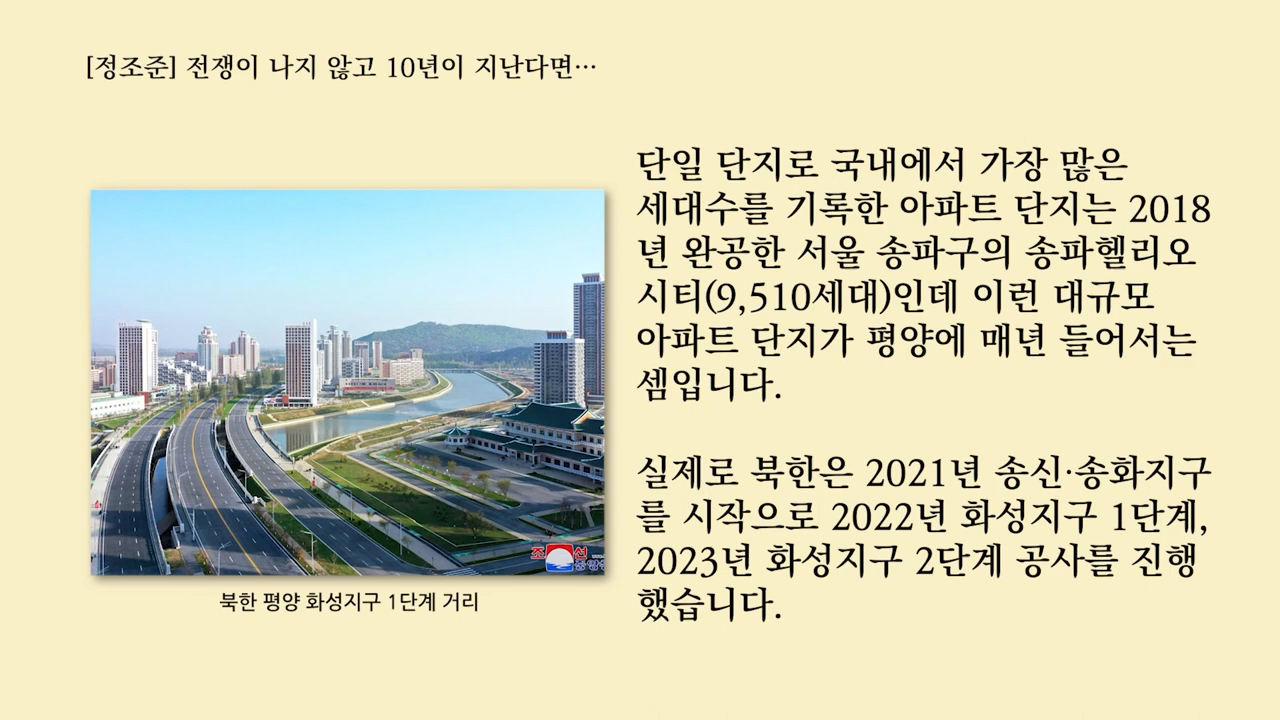 [정조준] 전쟁이 나지 않고 10년이 지난다면…
단일 단지로 국내에서 가장 많은
세대수를 기록한 아파트 단지는 2018
년 완공한 서울 송파구의 송파헬리오
시티(9,510세대)인데 이런 대규모
아파트 단지가 평양에 매년 들어서는
셈입니다.
실제로 북한은 2021년 송신·송화지구
를 시작으로 2022년 화성지구 1단계,
2023년 화성지구 2단계 공사를 진행
했습니다.
조선
북한 평양 화성지구 1단계 거리